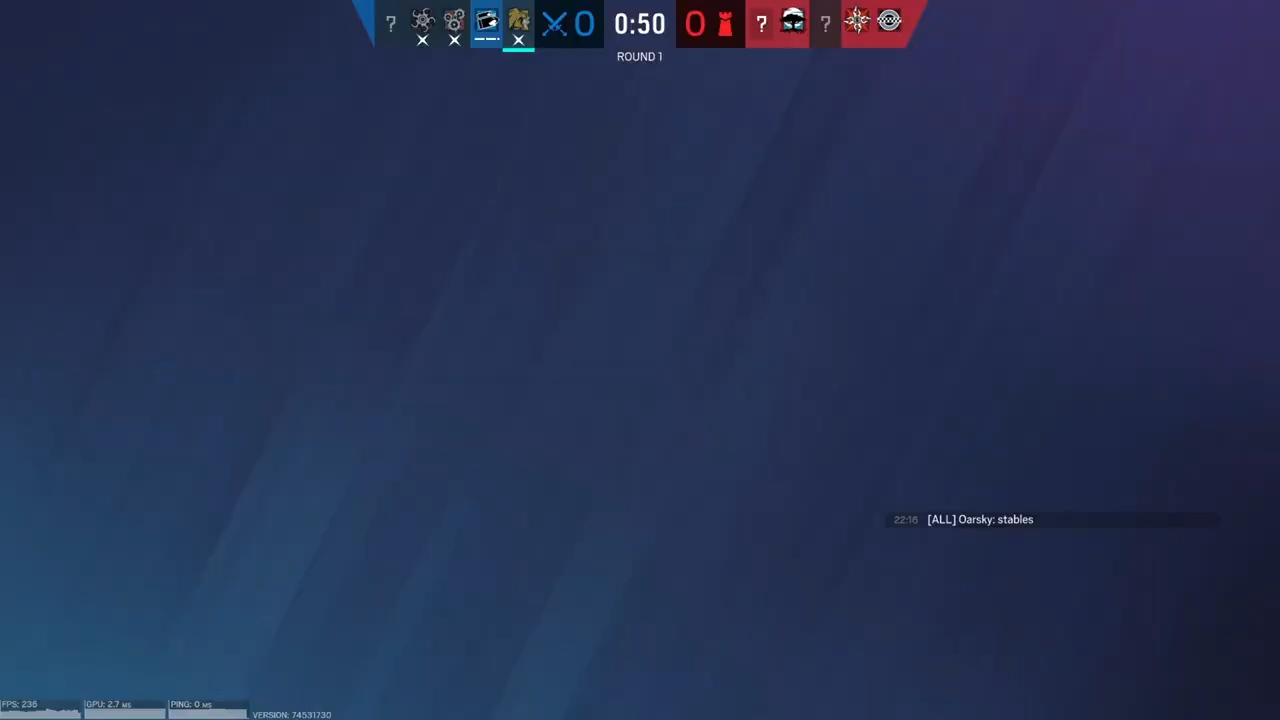 ? 0 0:50 0 ? ?
ROUND 1
22:16 [ALL] Oarsky: stables
FPS: 236 GPU: 2.7 MS PING: 0 MS VERSION: 74531730